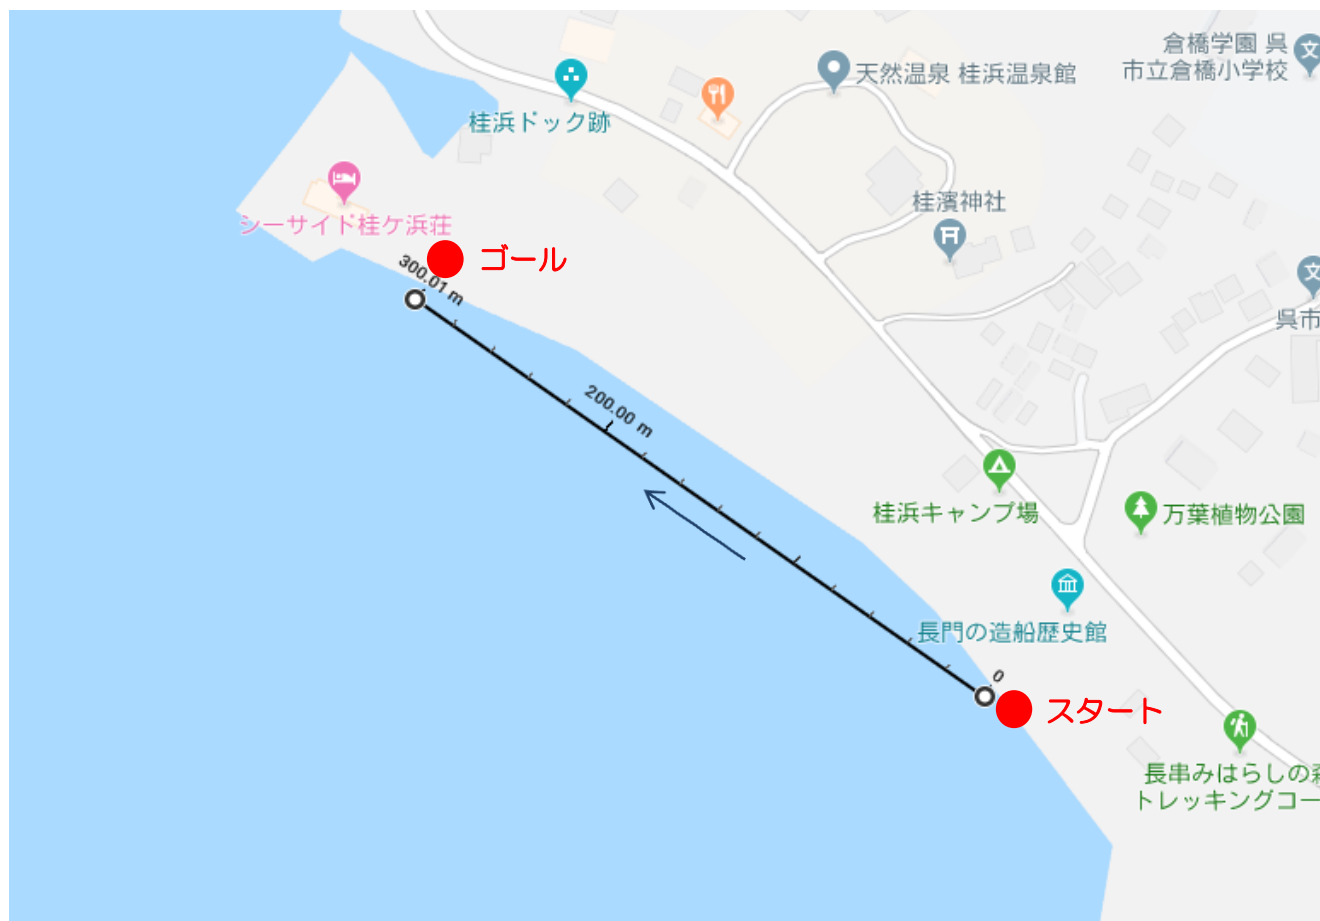 倉橋学園 呉
市立倉橋小学校
天然温泉 桂浜温泉館
桂浜ドック跡
桂濱神社
シーサイド桂ケ浜荘
ゴール
300.01 m
呉市
200.00 m
桂浜キャンプ場
万葉植物公園
長門の造船歴史館
0
スタート
長串みはらしの森
トレッキングコー